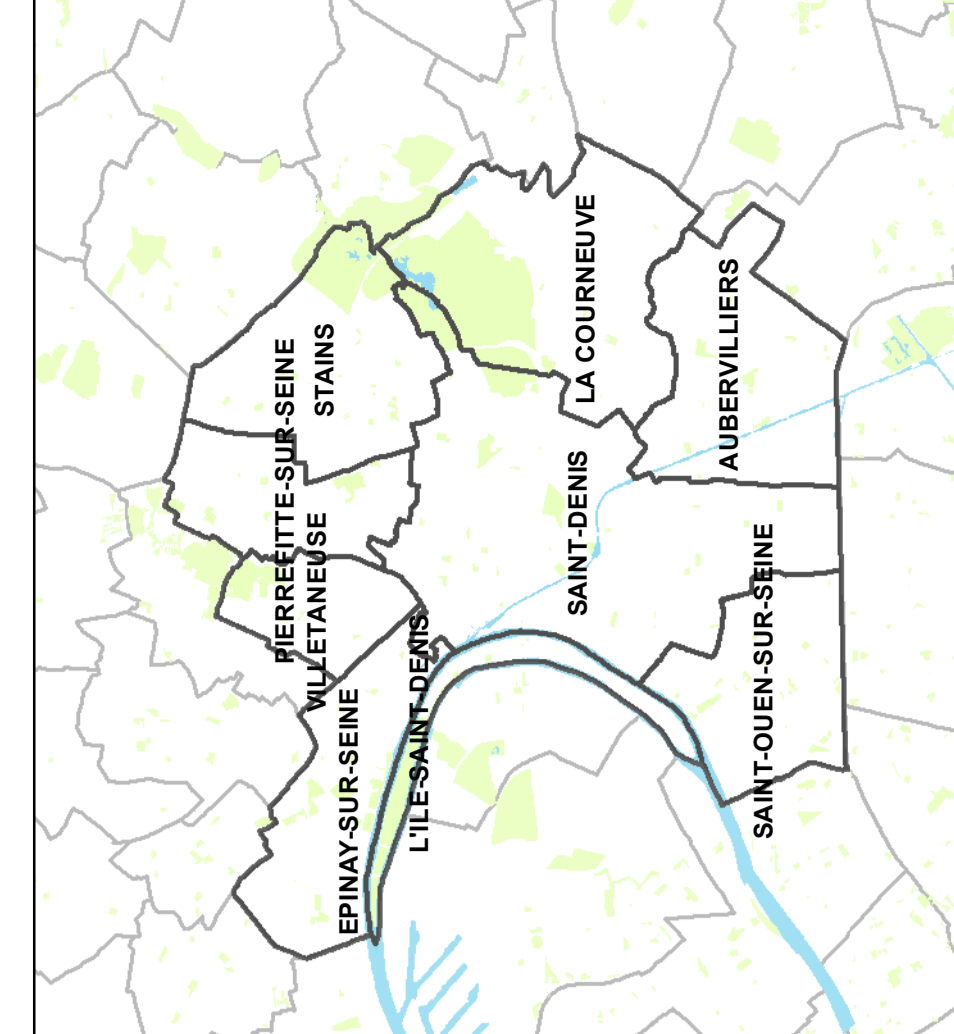 PIERREFITTE-SUR-SEINE
STAINS
VILLETANEUSE
LA COURNEUVE
EPINAY-SUR-SEINE
L'ILE-SAINT-DENIS
SAINT-DENIS
AUBERVILLIERS
SAINT-OUEN-SUR-SEINE